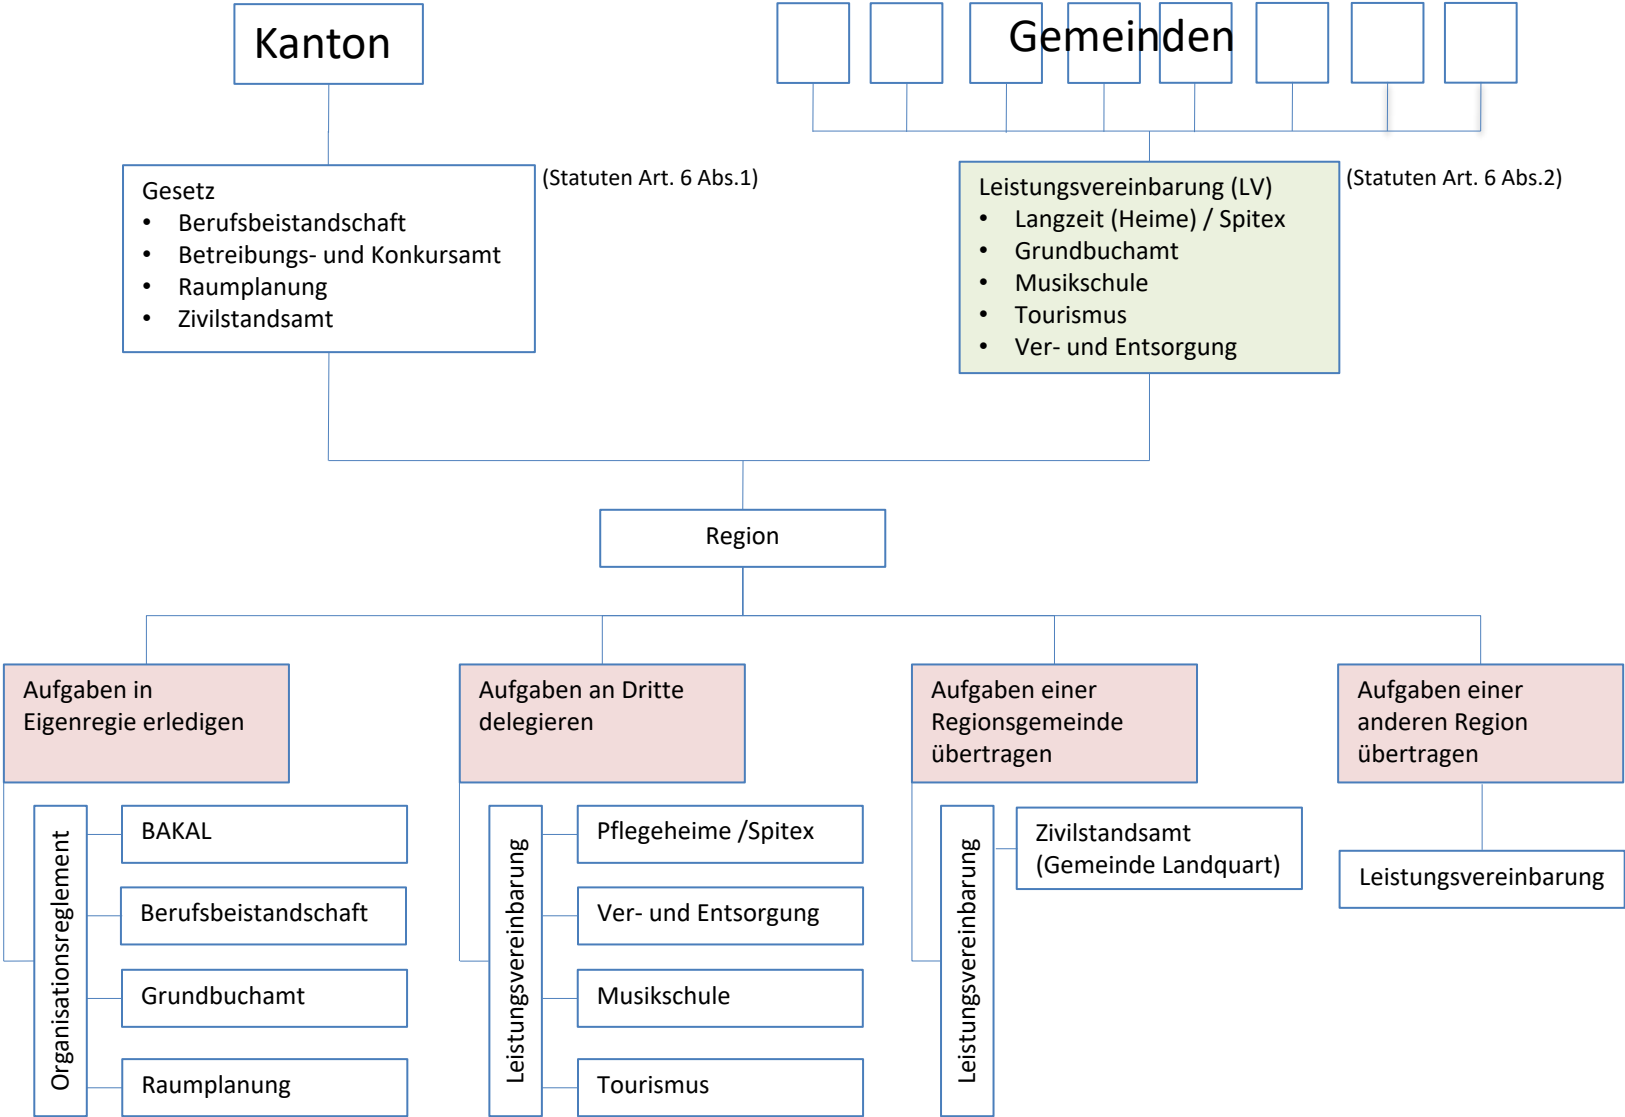 Kanton
Gemeinden
Gesetz
• Berufsbeistandschaft
• Betreibungs- und Konkursamt
• Raumplanung
• Zivilstandsamt
(Statuten Art. 6 Abs.1)
Leistungsvereinbarung (LV)
• Langzeit (Heime) / Spitex
• Grundbuchamt
• Musikschule
• Tourismus
• Ver- und Entsorgung
(Statuten Art. 6 Abs.2)
Region
Aufgaben in
Eigenregie erledigen
Organisationsreglement
BAKAL
Berufsbeistandschaft
Grundbuchamt
Raumplanung
Aufgaben an Dritte
delegieren
Leistungsvereinbarung
Pflegeheime /Spitex
Ver- und Entsorgung
Musikschule
Tourismus
Aufgaben einer
Regionsgemeinde
übertragen
Leistungsvereinbarung
Zivilstandsamt
(Gemeinde Landquart)
Aufgaben einer
anderen Region
übertragen
Leistungsvereinbarung